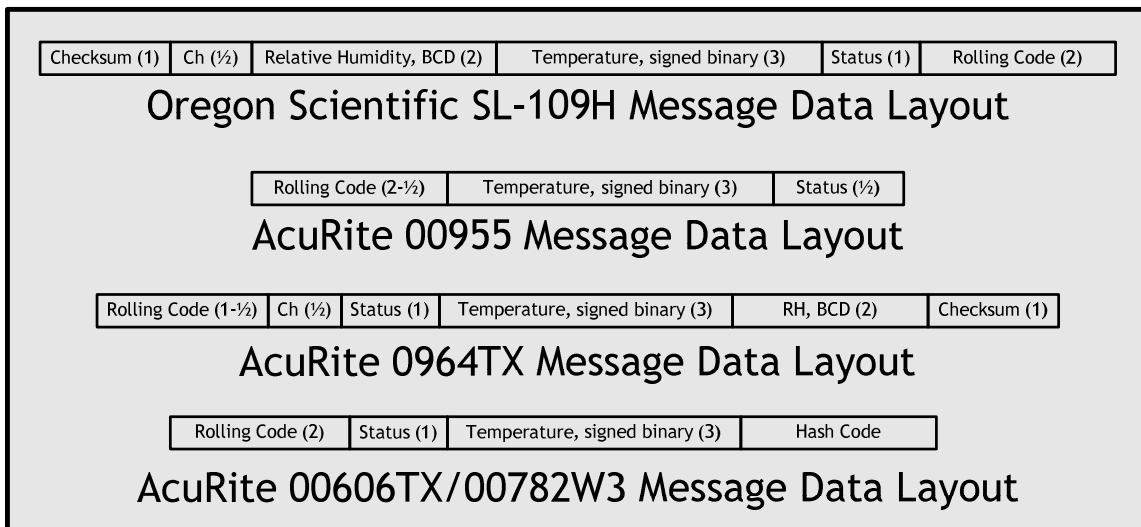 Checksum (1) Ch (½) Relative Humidity, BCD (2) Temperature, signed binary (3) Status (1) Rolling Code (2)
Oregon Scientific SL-109H Message Data Layout
Rolling Code (2-½) Temperature, signed binary (3) Status (½)
AcuRite 00955 Message Data Layout
Rolling Code (1-½) Ch (½) Status (1) Temperature, signed binary (3) RH, BCD (2) Checksum (1)
AcuRite 0964TX Message Data Layout
Rolling Code (2) Status (1) Temperature, signed binary (3) Hash Code
AcuRite 00606TX/00782W3 Message Data Layout